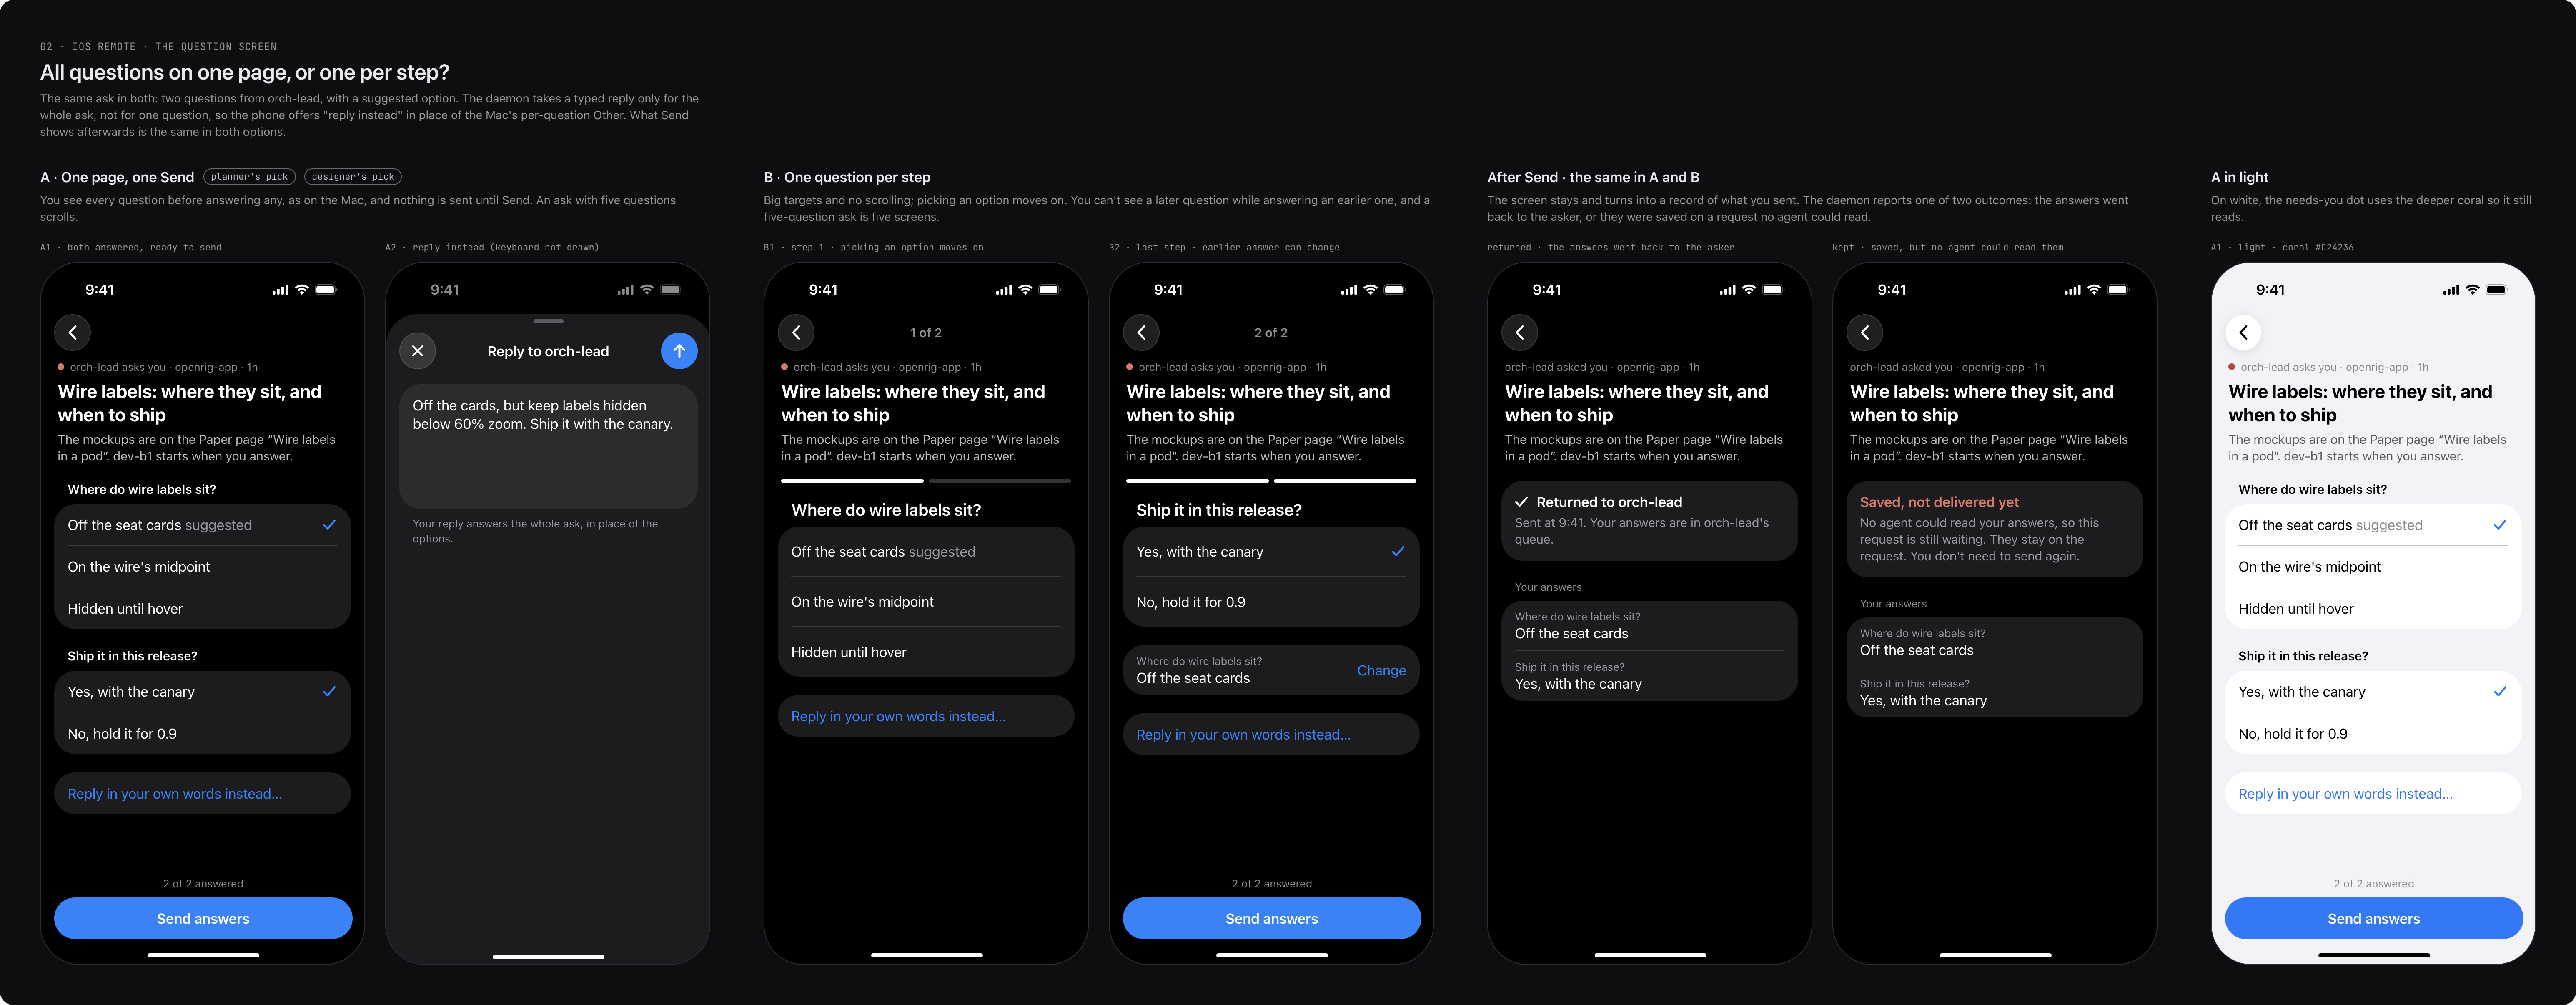 02 · IOS REMOTE · THE QUESTION SCREEN
All questions on one page, or one per step?
The same ask in both: two questions from orch-lead, with a suggested option. The daemon takes a typed reply only for the
whole ask, not for one question, so the phone offers "reply instead" in place of the Mac's per-question Other. What Send
shows afterwards is the same in both options.
A · One page, one Send
planner's pick
designer's pick
You see every question before answering any, as on the Mac, and nothing is sent until Send. An ask with five questions
scrolls.
A1 · both answered, ready to send
9:41
orch-lead asks you · openrig-app · 1h
Wire labels: where they sit, and
when to ship
The mockups are on the Paper page “Wire labels
in a pod”. dev-b1 starts when you answer.
Where do wire labels sit?
Off the seat cards suggested
On the wire's midpoint
Hidden until hover
Ship it in this release?
Yes, with the canary
No, hold it for 0.9
Reply in your own words instead…
2 of 2 answered
Send answers
A2 · reply instead (keyboard not drawn)
9:41
Reply to orch-lead
Off the cards, but keep labels hidden
below 60% zoom. Ship it with the canary.
Your reply answers the whole ask, in place of the
options.
B · One question per step
Big targets and no scrolling; picking an option moves on. You can't see a later question while answering an earlier one, and a
five-question ask is five screens.
B1 · step 1 · picking an option moves on
9:41
1 of 2
orch-lead asks you · openrig-app · 1h
Wire labels: where they sit, and
when to ship
The mockups are on the Paper page “Wire labels
in a pod”. dev-b1 starts when you answer.
Where do wire labels sit?
Off the seat cards suggested
On the wire's midpoint
Hidden until hover
Reply in your own words instead…
B2 · last step · earlier answer can change
9:41
2 of 2
orch-lead asks you · openrig-app · 1h
Wire labels: where they sit, and
when to ship
The mockups are on the Paper page “Wire labels
in a pod”. dev-b1 starts when you answer.
Ship it in this release?
Yes, with the canary
No, hold it for 0.9
Where do wire labels sit?
Off the seat cards
Change
Reply in your own words instead…
2 of 2 answered
Send answers
After Send · the same in A and B
The screen stays and turns into a record of what you sent. The daemon reports one of two outcomes: the answers went
back to the asker, or they were saved on a request no agent could read.
returned · the answers went back to the asker
9:41
orch-lead asked you · openrig-app · 1h
Wire labels: where they sit, and
when to ship
The mockups are on the Paper page “Wire labels
in a pod”. dev-b1 starts when you answer.
Returned to orch-lead
Sent at 9:41. Your answers are in orch-lead's
queue.
Your answers
Where do wire labels sit?
Off the seat cards
Ship it in this release?
Yes, with the canary
kept · saved, but no agent could read them
9:41
orch-lead asked you · openrig-app · 1h
Wire labels: where they sit, and
when to ship
The mockups are on the Paper page “Wire labels
in a pod”. dev-b1 starts when you answer.
Saved, not delivered yet
No agent could read your answers, so this
request is still waiting. They stay on the
request. You don't need to send again.
Your answers
Where do wire labels sit?
Off the seat cards
Ship it in this release?
Yes, with the canary
A in light
On white, the needs-you dot uses the deeper coral so it still
reads.
A1 · light · coral #C24236
9:41
orch-lead asks you · openrig-app · 1h
Wire labels: where they sit, and
when to ship
The mockups are on the Paper page “Wire labels
in a pod”. dev-b1 starts when you answer.
Where do wire labels sit?
Off the seat cards suggested
On the wire's midpoint
Hidden until hover
Ship it in this release?
Yes, with the canary
No, hold it for 0.9
Reply in your own words instead…
2 of 2 answered
Send answers